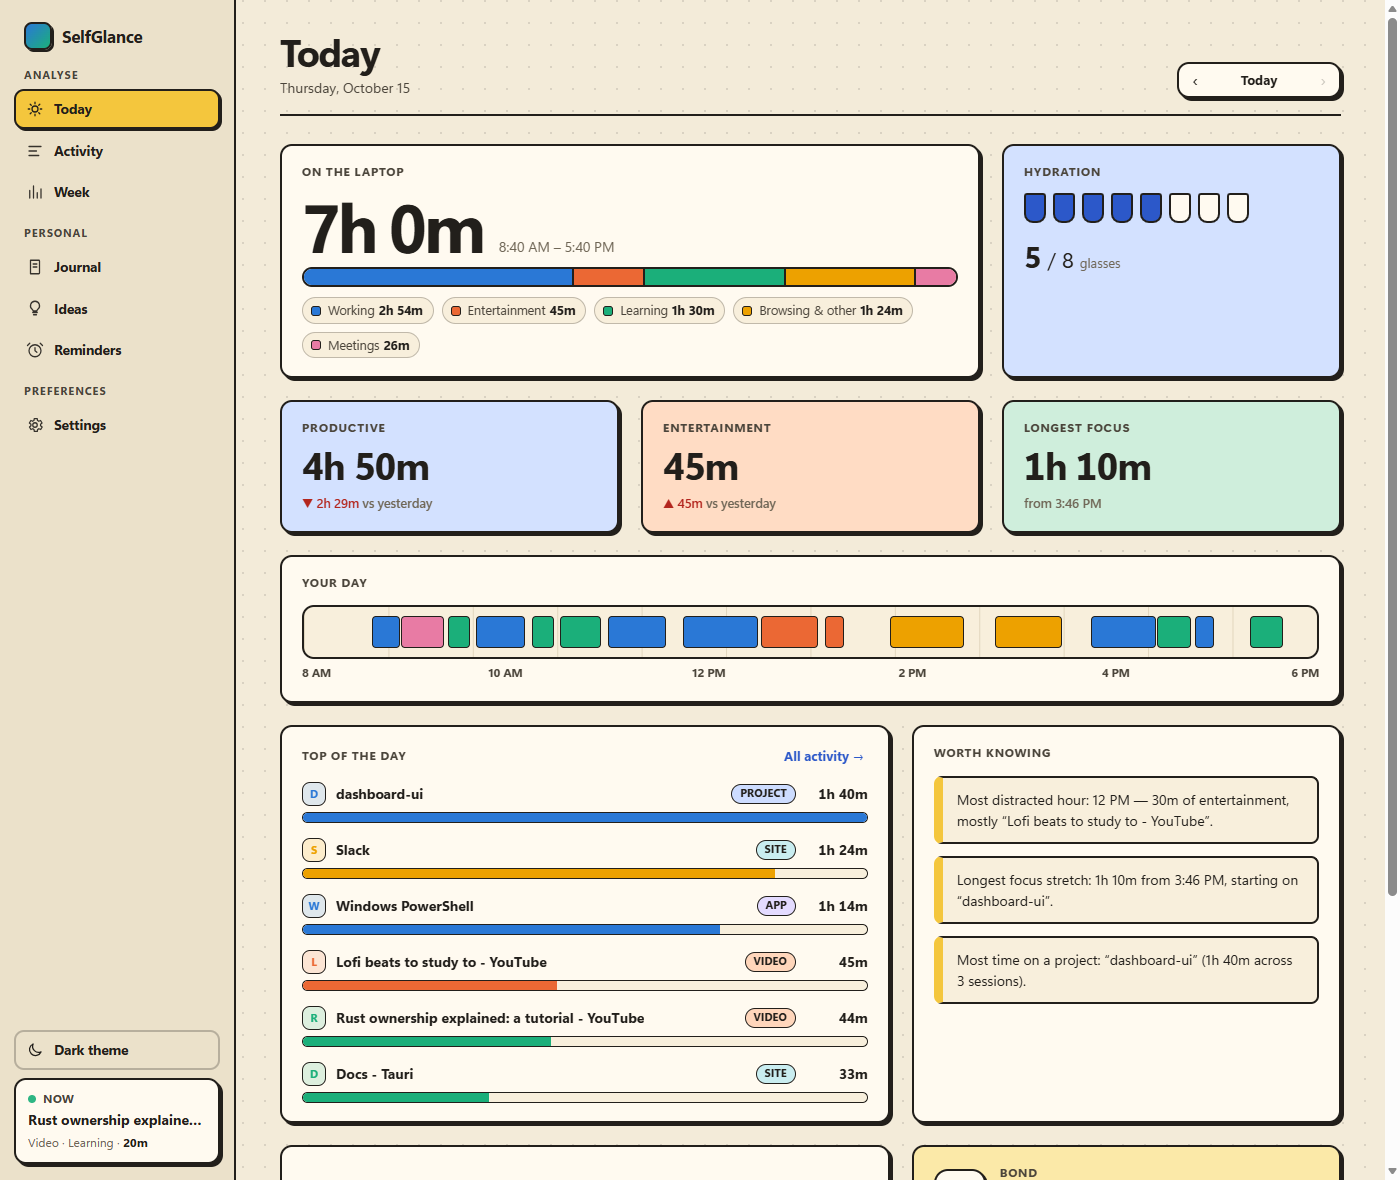 SelfGlance
ANALYSE
Today
Activity
Week
PERSONAL
Journal
Ideas
Reminders
PREFERENCES
Settings
Dark theme
NOW
Rust ownership explaine...
Video · Learning · 20m
Today
Thursday, October 15
‹ Today ›
ON THE LAPTOP
7h 0m 8:40 AM – 5:40 PM
Working 2h 54m Entertainment 45m Learning 1h 30m Browsing & other 1h 24m
Meetings 26m
HYDRATION
5 / 8 glasses
PRODUCTIVE
4h 50m
▼ 2h 29m vs yesterday
ENTERTAINMENT
45m
▲ 45m vs yesterday
LONGEST FOCUS
1h 10m
from 3:46 PM
YOUR DAY
8 AM 10 AM 12 PM 2 PM 4 PM 6 PM
TOP OF THE DAY All activity →
D dashboard-ui PROJECT 1h 40m
S Slack SITE 1h 24m
W Windows PowerShell APP 1h 14m
L Lofi beats to study to - YouTube VIDEO 45m
R Rust ownership explained: a tutorial - YouTube VIDEO 44m
D Docs - Tauri SITE 33m
WORTH KNOWING
Most distracted hour: 12 PM — 30m of entertainment,
mostly “Lofi beats to study to - YouTube”.
Longest focus stretch: 1h 10m from 3:46 PM, starting on
“dashboard-ui”.
Most time on a project: “dashboard-ui” (1h 40m across
3 sessions).
BOND